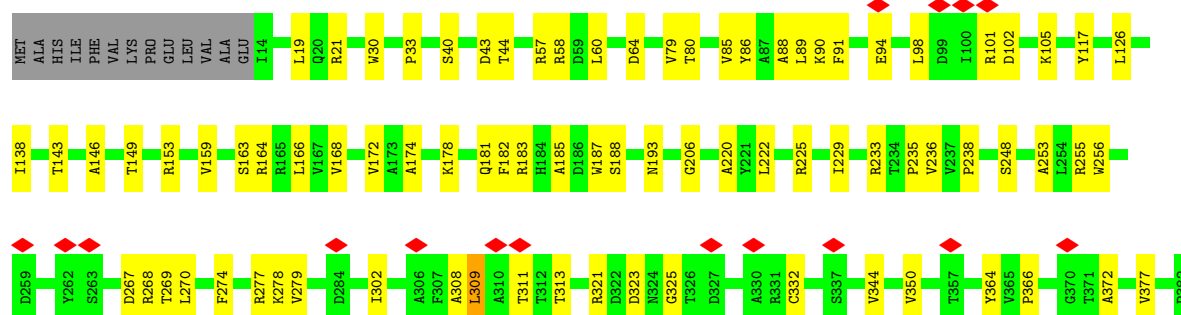 MET ALA HIS ILE PHE VAL LYS PRO GLU LEU VAL ALA GLU I14 L19 Q20 R21 W30 P33 S40 D43 T44 R57 R58 D59 L60 D64 V79 T80 V85 Y86 A87 A88 L89 K90 F91 E94 L98 D99 I100 R101 D102 K105 Y117 L126
I138 T143 A146 T149 R153 V159 S163 R164 R165 L166 V167 V168 V172 A173 A174 K178 Q181 F182 R183 H184 A185 D186 W187 S188 N193 G206 A220 Y221 L222 R225 I229 R233 T234 P235 V236 V237 P238 S248 A253 L254 R255 W256
D259 Y262 S263 D267 R268 T269 L270 F274 R277 K278 V279 D284 I302 A306 F307 A308 L309 A310 T311 T312 T313 R321 D322 D323 N324 G325 T326 D327 A330 R331 C332 S337 V344 V350 T357 Y364 V365 P366 G370 T371 A372 V377